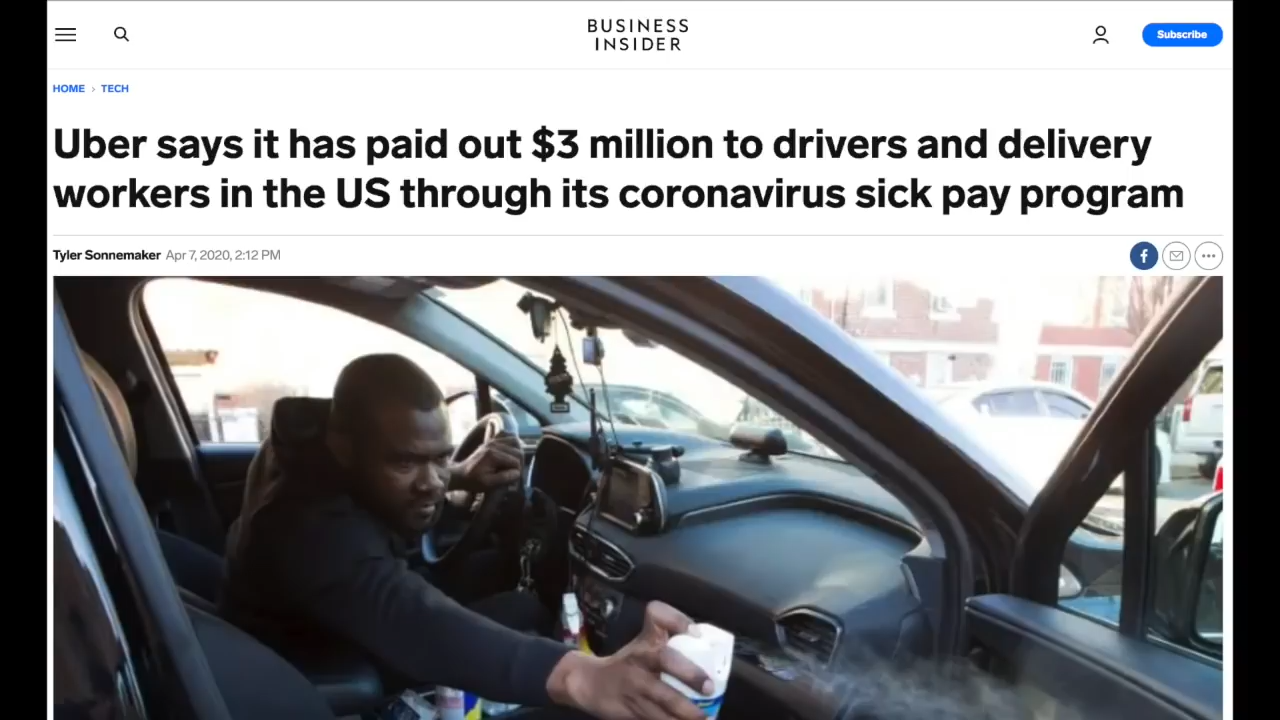 BUSINESS
INSIDER
Subscribe
HOME > TECH
Uber says it has paid out $3 million to drivers and delivery
workers in the US through its coronavirus sick pay program
Tyler Sonnemaker Apr 7, 2020, 2:12 PM